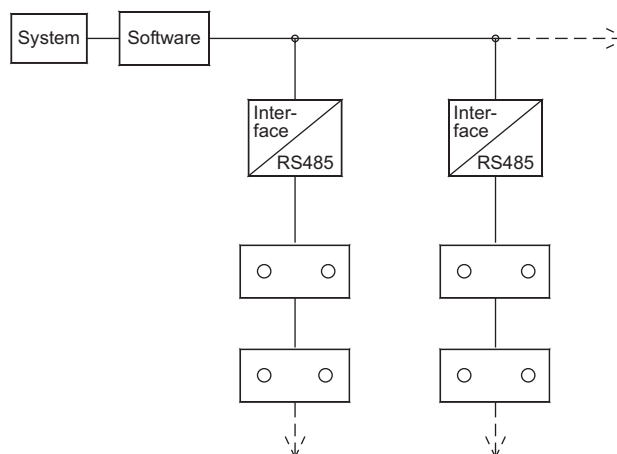 System
Software
Inter-
face
RS485
Inter-
face
RS485